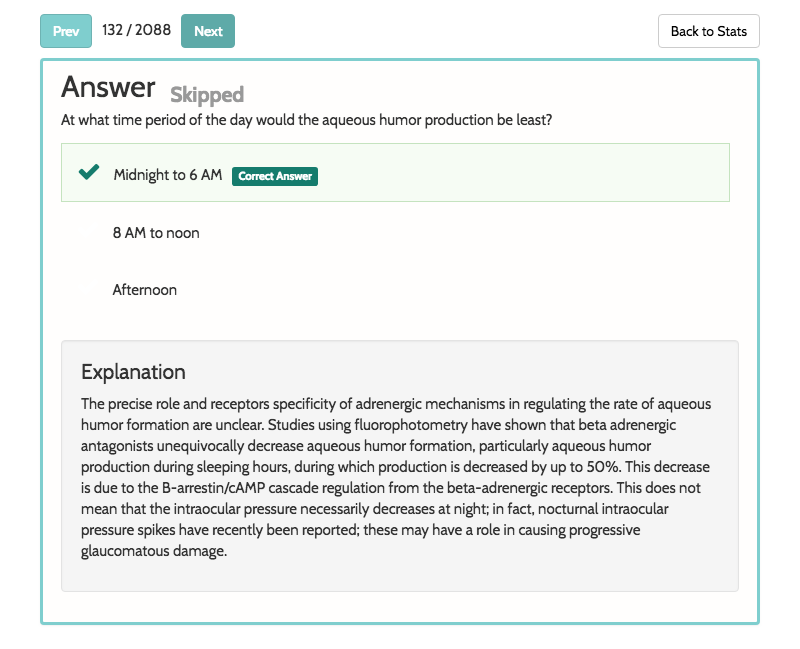 Prev 132 / 2088 Next Back to Stats
Answer Skipped
At what time period of the day would the aqueous humor production be least?
Midnight to 6 AM Correct Answer
8 AM to noon
Afternoon
Explanation
The precise role and receptors specificity of adrenergic mechanisms in regulating the rate of aqueous
humor formation are unclear. Studies using fluorophotometry have shown that beta adrenergic
antagonists unequivocally decrease aqueous humor formation, particularly aqueous humor
production during sleeping hours, during which production is decreased by up to 50%. This decrease
is due to the B-arrestin/cAMP cascade regulation from the beta-adrenergic receptors. This does not
mean that the intraocular pressure necessarily decreases at night; in fact, nocturnal intraocular
pressure spikes have recently been reported; these may have a role in causing progressive
glaucomatous damage.